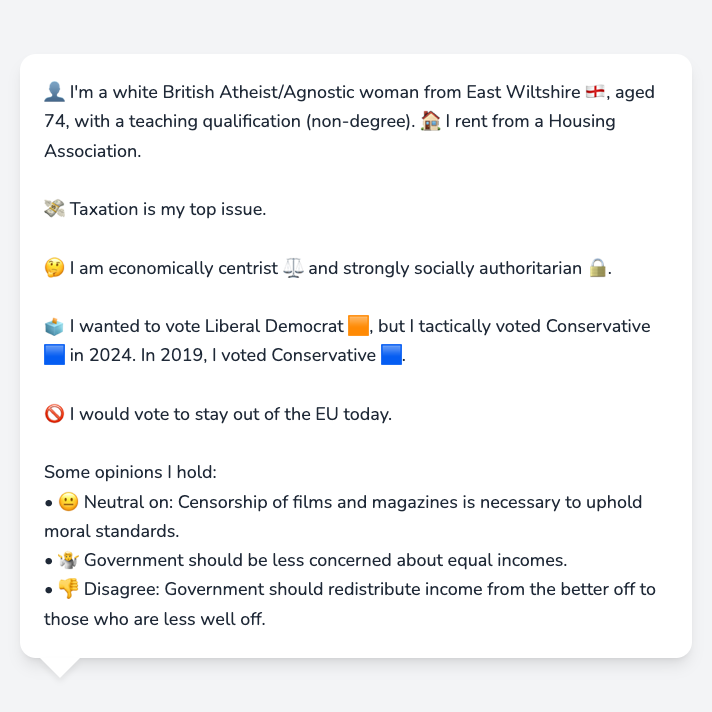 👤 I'm a white British Atheist/Agnostic woman from East Wiltshire 🏴󠁧󠁢󠁥󠁮󠁧󠁿, aged
74, with a teaching qualification (non-degree). 🏠 I rent from a Housing
Association.
💸 Taxation is my top issue.
🤔 I am economically centrist ⚖️ and strongly socially authoritarian 🔒.
🗳️ I wanted to vote Liberal Democrat 🟧, but I tactically voted Conservative
🟦 in 2024. In 2019, I voted Conservative 🟦.
🚫 I would vote to stay out of the EU today.
Some opinions I hold:
• 😐 Neutral on: Censorship of films and magazines is necessary to uphold
moral standards.
• 🤷 Government should be less concerned about equal incomes.
• 👎 Disagree: Government should redistribute income from the better off to
those who are less well off.